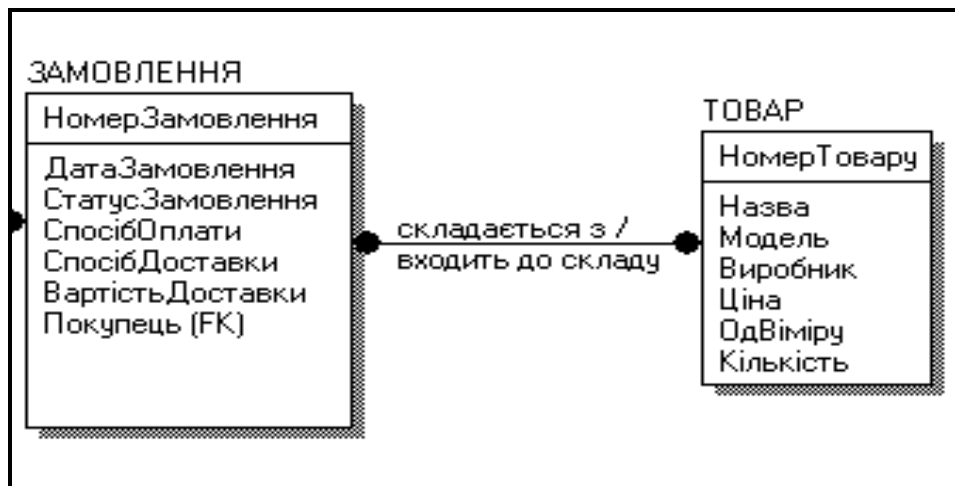 ЗАМОВЛЕННЯ
НомерЗамовлення
ДатаЗамовлення
СтатусЗамовлення
СпосібОплати
СпосібДоставки
ВартістьДоставки
Покупець (FK)
складається з /
входить до складу
ТОВАР
НомерТовару
Назва
Модель
Виробник
Ціна
ОдВіміру
Кількість